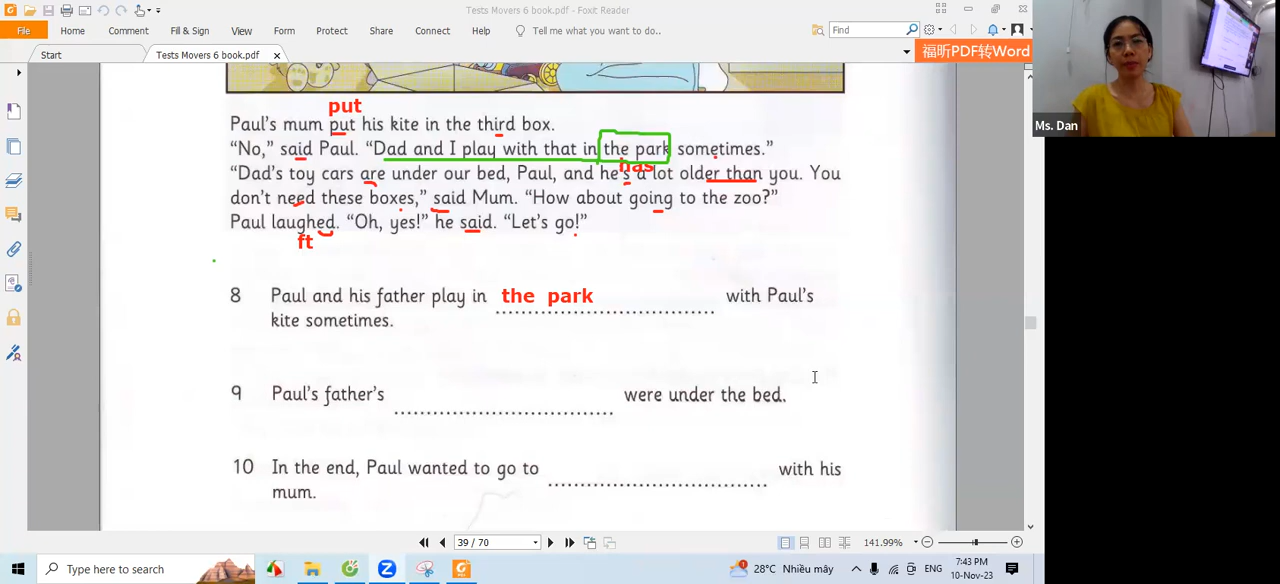 Tests Movers 6 book.pdf - Foxit Reader
File Home Comment Fill & Sign View Form Protect Share Connect Help Tell me what you want to do.. Find
Start Tests Movers 6 book.pdf ×
福昕PDF转Word
Ms. Dan
put
Paul's mum put his kite in the third box.
"No," said Paul. "Dad and I play with that in the park sometimes."
has
"Dad's toy cars are under our bed, Paul, and he's a lot older than you. You
don't need these boxes," said Mum. "How about going to the zoo?"
Paul laughed. "Oh, yes!" he said. "Let's go!"
ft
8 Paul and his father play in the park with Paul's
kite sometimes.
9 Paul's father's ........................ were under the bed.
10 In the end, Paul wanted to go to ........................ with his
mum.
39 / 70 141.99%
Type here to search 28°C Nhiều mây ENG 7:43 PM
10-Nov-23